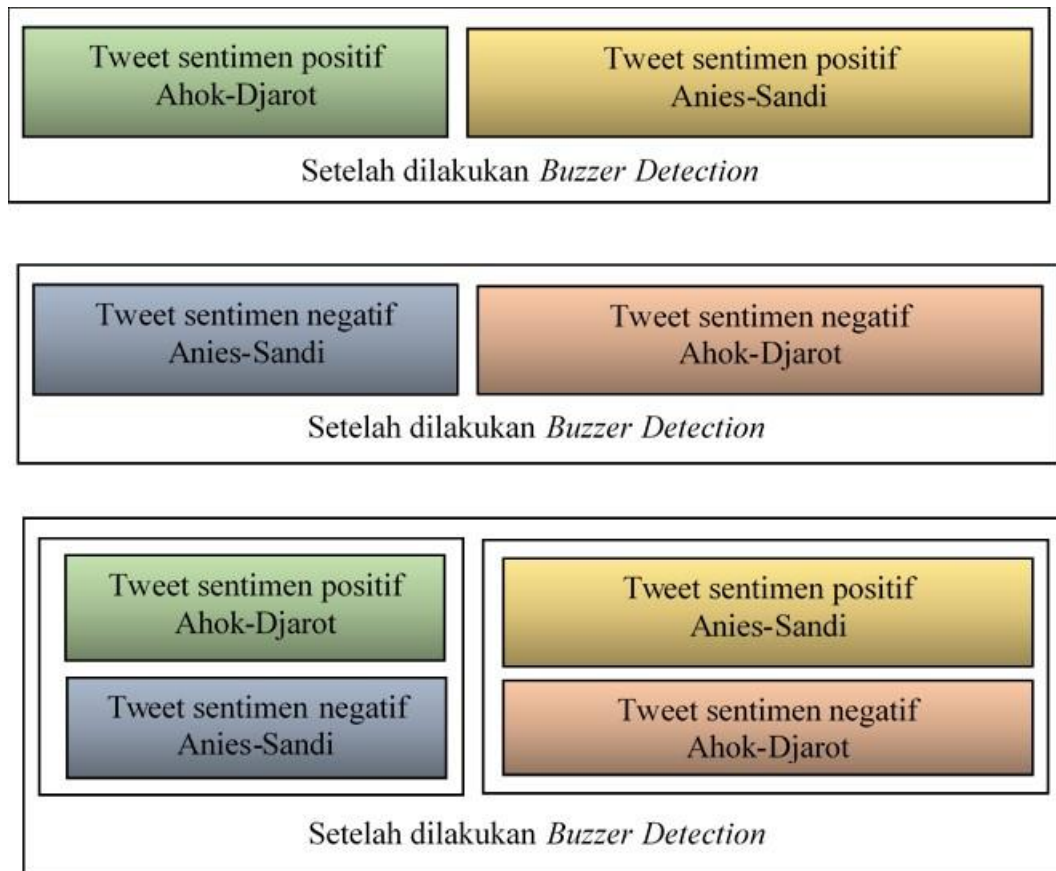 Tweet sentimen positif
Ahok-Djarot
Tweet sentimen positif
Anies-Sandi
Setelah dilakukan Buzzer Detection
Tweet sentimen negatif
Anies-Sandi
Tweet sentimen negatif
Ahok-Djarot
Setelah dilakukan Buzzer Detection
Tweet sentimen positif
Ahok-Djarot
Tweet sentimen negatif
Anies-Sandi
Tweet sentimen positif
Anies-Sandi
Tweet sentimen negatif
Ahok-Djarot
Setelah dilakukan Buzzer Detection